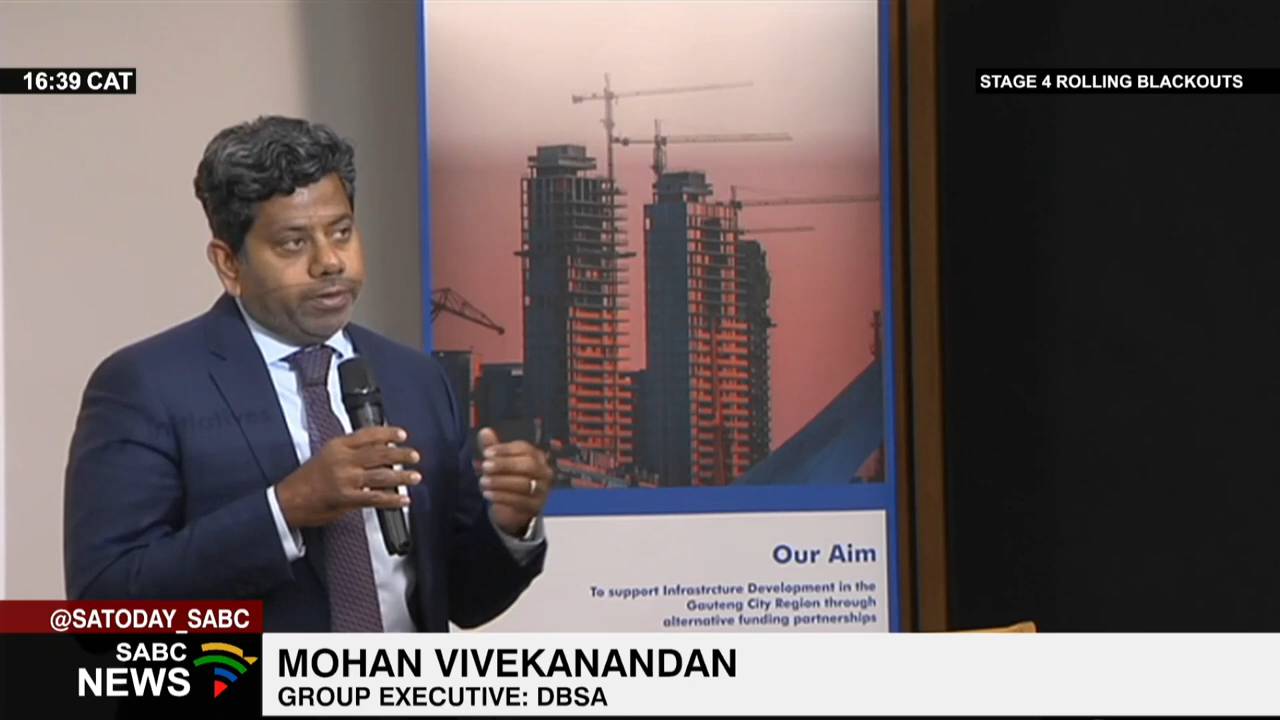 16:39 CAT
STAGE 4 ROLLING BLACKOUTS
Initiatives
Our Aim
To support Infrastrcture Development in the
Gauteng City Region through
alternative funding partnerships
@SATODAY_SABC
SABC
NEWS
MOHAN VIVEKANANDAN
GROUP EXECUTIVE: DBSA